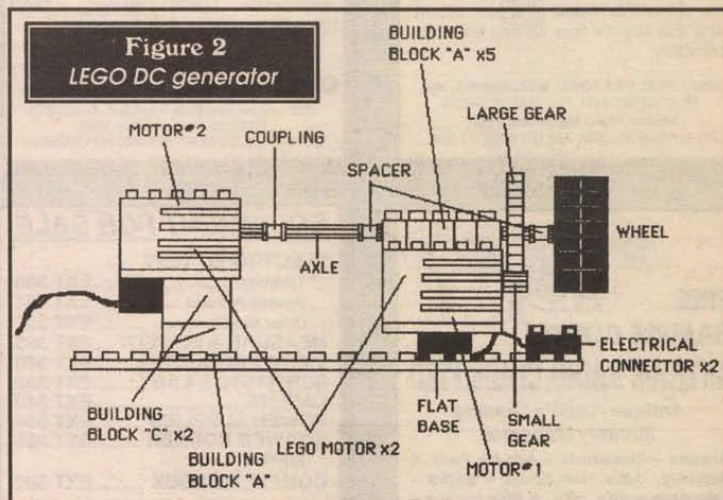 Figure 2
LEGO DC generator
BUILDING
BLOCK "A" x5
LARGE GEAR
MOTOR#2
COUPLING
SPACER
WHEEL
AXLE
ELECTRICAL
CONNECTOR x2
FLAT
BASE
SMALL
GEAR
BUILDING
BLOCK "C" x2
LEGO MOTOR x2
BUILDING
BLOCK "A"
MOTOR#1